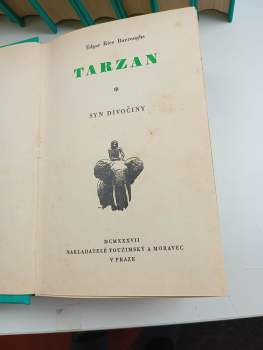 Edgar Rice Burroughs
TARZAN
*
SYN DIVOČINY
MCMXXXVII
NAKLADATELÉ TOUŽIMSKÝ A MORAVEC
V PRAZE